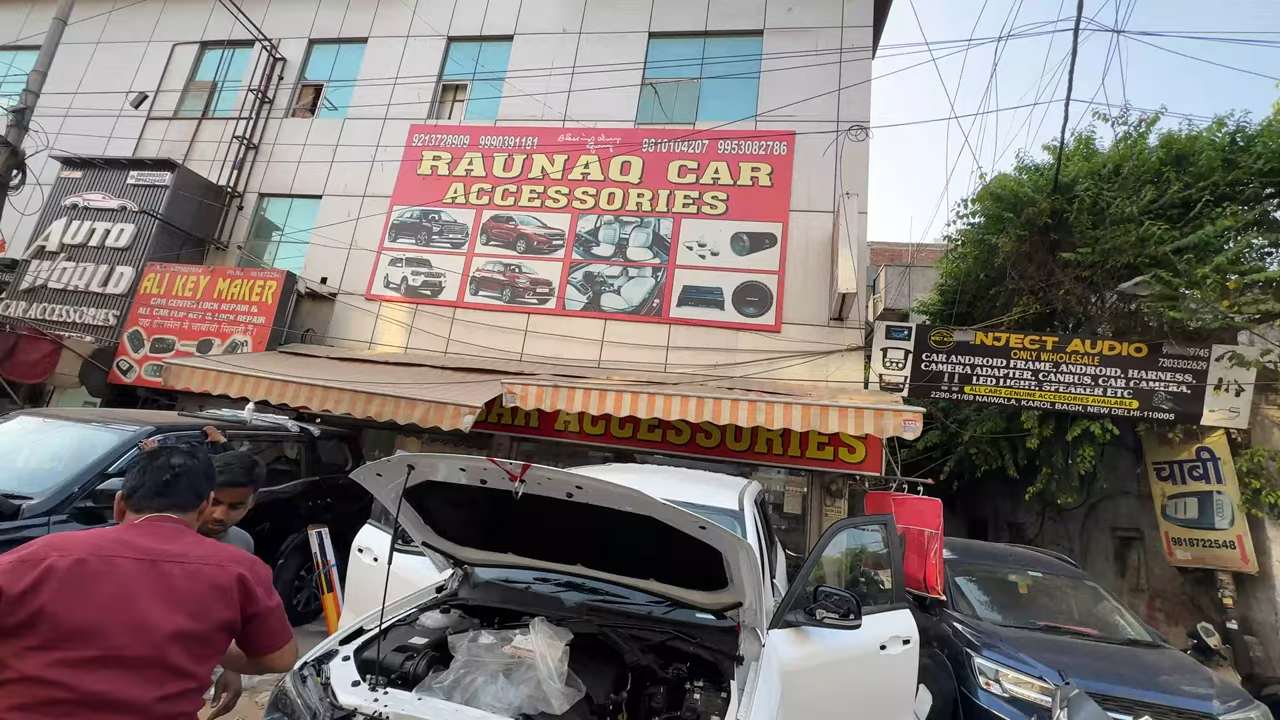 9213728909 9990391181 9810104207 9953082786
RAUNAQ CAR
ACCESSORIES
AUTO
WORLD
CAR ACCESSORIES
ALI KEY MAKER
CAR CENTER LOCK REPAIR &
ALL CAR FLIP KEY & LOCK REPAIR
CAR ACCESSORIES
INJECT AUDIO
ONLY WHOLESALE
7303302629
CAR ANDROID FRAME, ANDROID, HARNESS,
CAMERA ADAPTER, CANBUS, CAR CAMERA,
LED LIGHT, SPEAKER ETC
ALL CARS GENUINE ACCESSORIES AVAILABLE
2290-91/69 NAIWALA, KAROL BAGH, NEW DELHI-110005
चाबी
9818722548